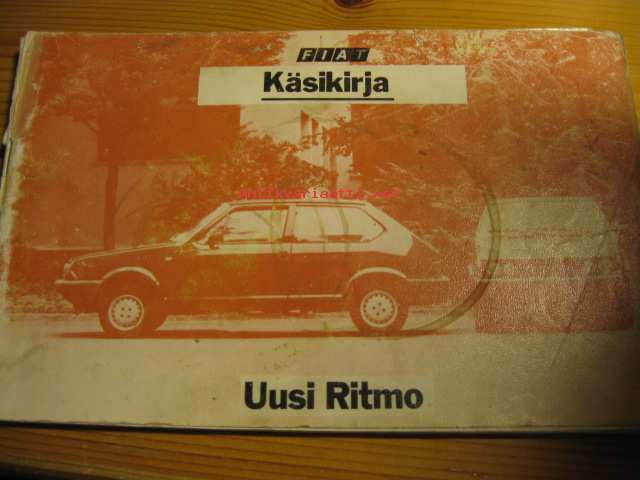 FIAT
Käsikirja
Uusi Ritmo